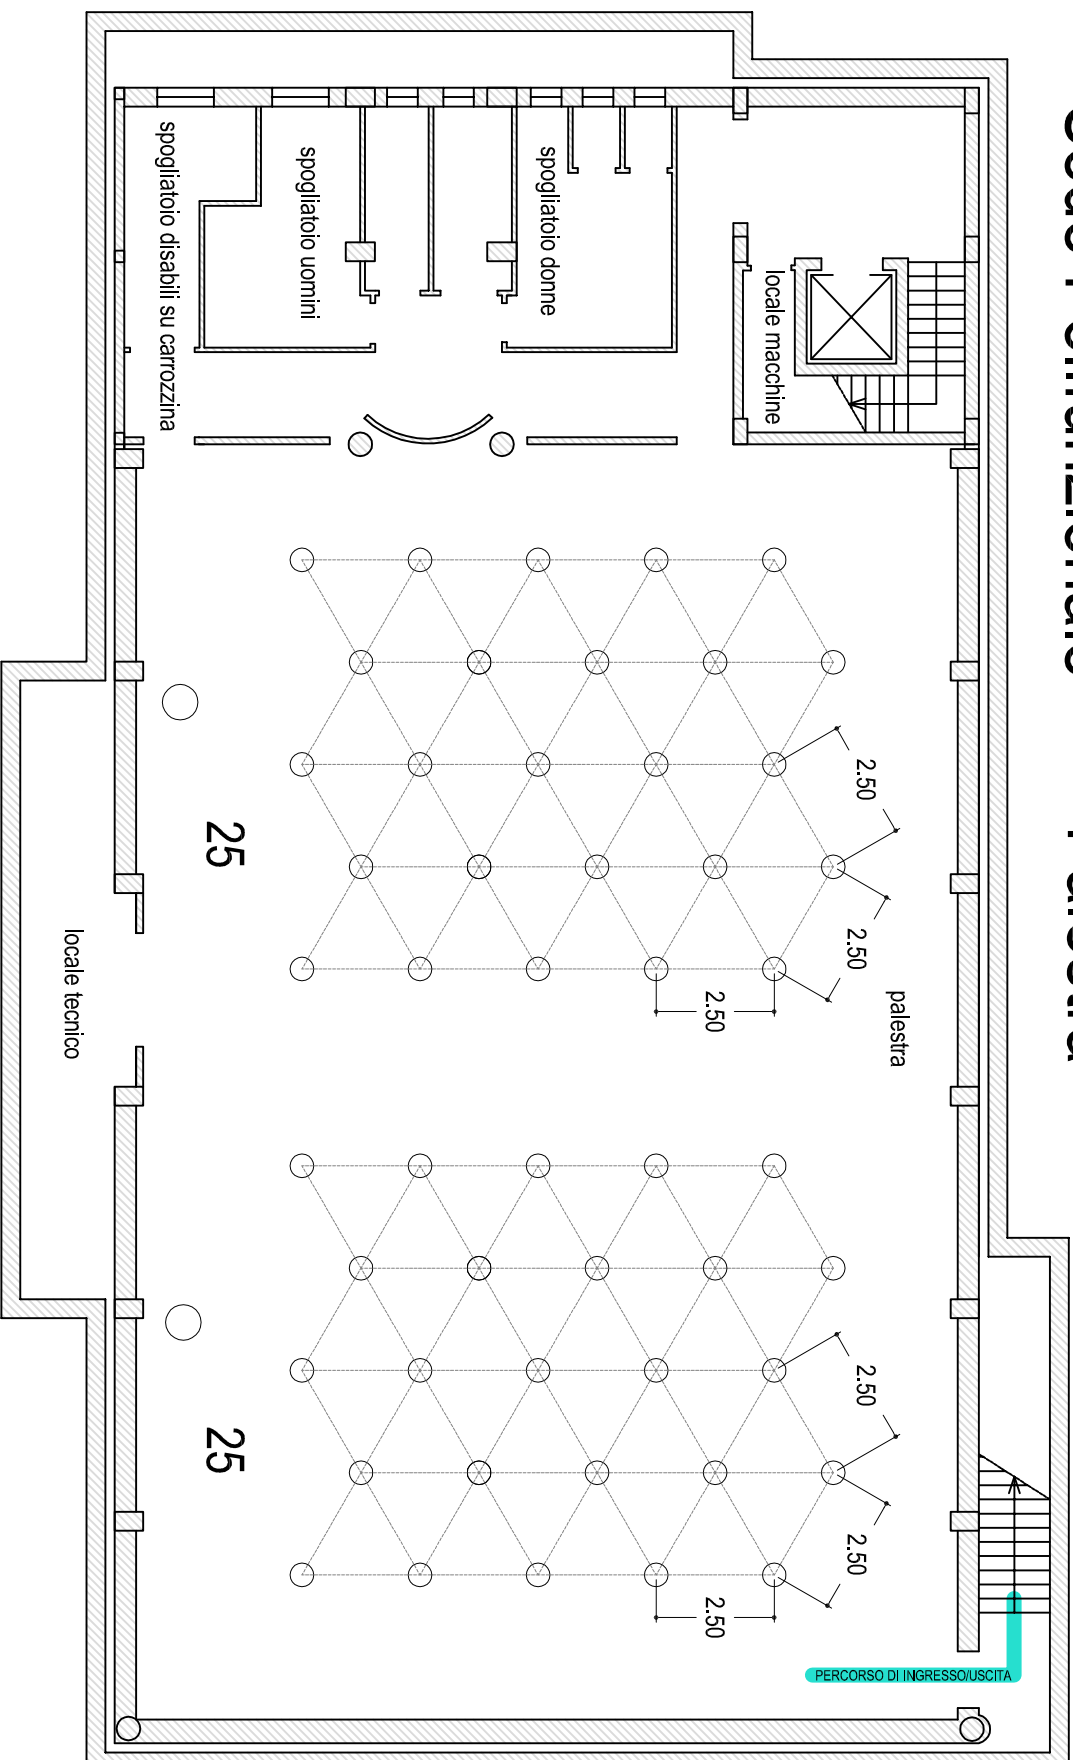 spogliatoio disabili su carrozzina
spogliatoio uomini
spogliatoio donne
locale macchine
palestra
2.50
2.50
2.50
25
locale tecnico
2.50
2.50
2.50
25
PERCORSO DI INGRESSO/USCITA